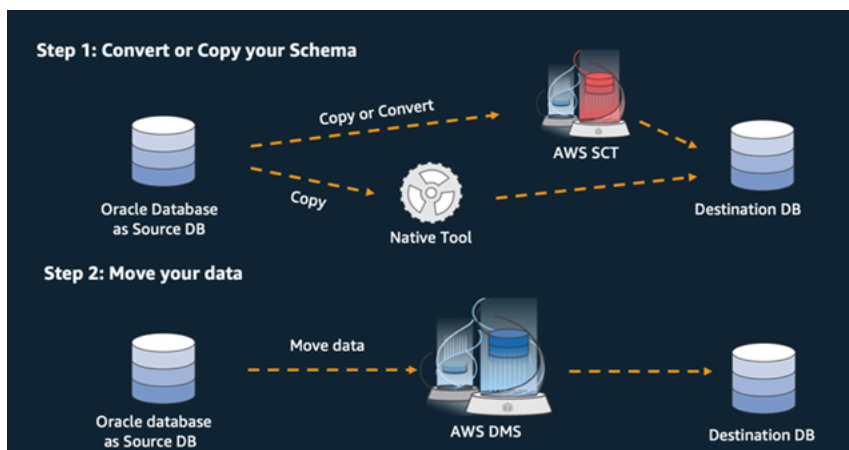 Step 1: Convert or Copy your Schema
Copy or Convert
AWS SCT
Copy
Oracle Database
as Source DB
Native Tool
Destination DB
Step 2: Move your data
Move data
Oracle database
as Source DB
AWS DMS
Destination DB